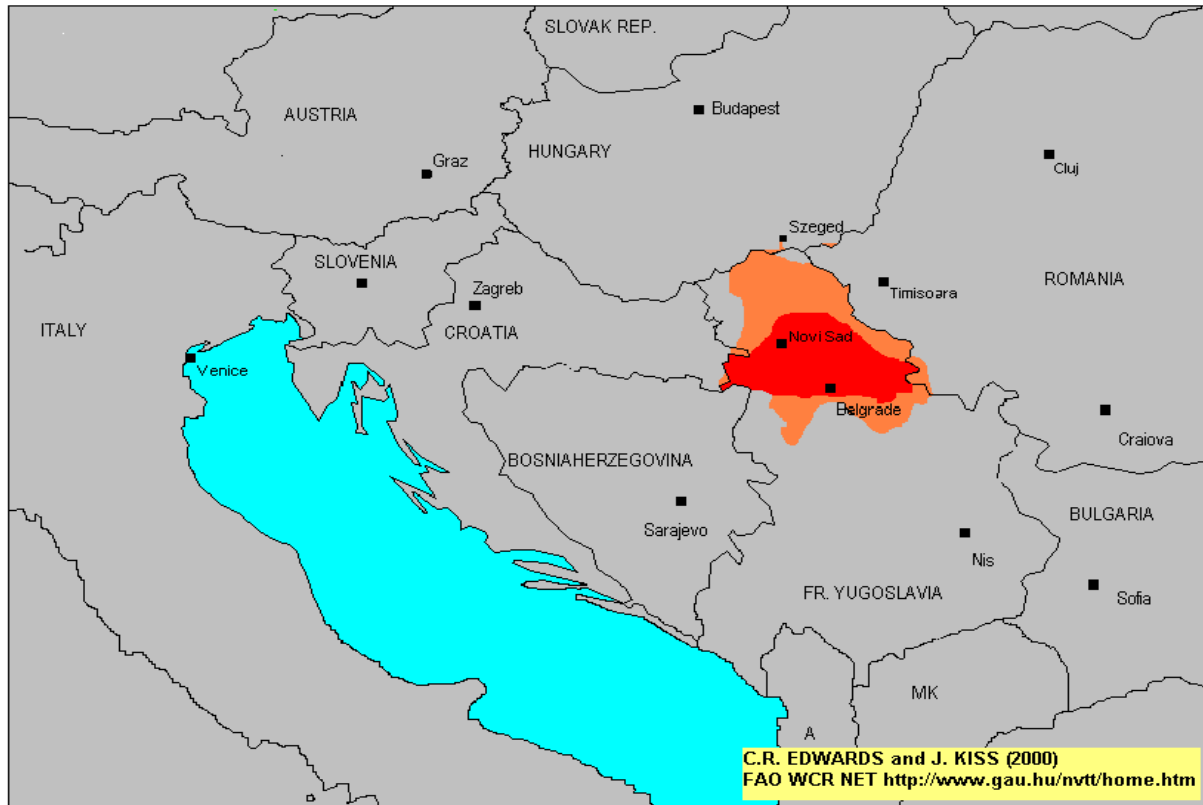 SLOVAK REP.
Budapest
AUSTRIA
HUNGARY
Graz
Cluj
Szeged
SLOVENIA
Zagreb
Timisoara
ROMANIA
ITALY
CROATIA
Novi Sad
Venice
Belgrade
Craiova
BOSNIAHERZEGOVINA
Sarajevo
BULGARIA
Nis
FR. YUGOSLAVIA
Sofia
MK
A
C.R. EDWARDS and J. KISS (2000)
FAO WCR NET http://www.gau.hu/nvtt/home.htm